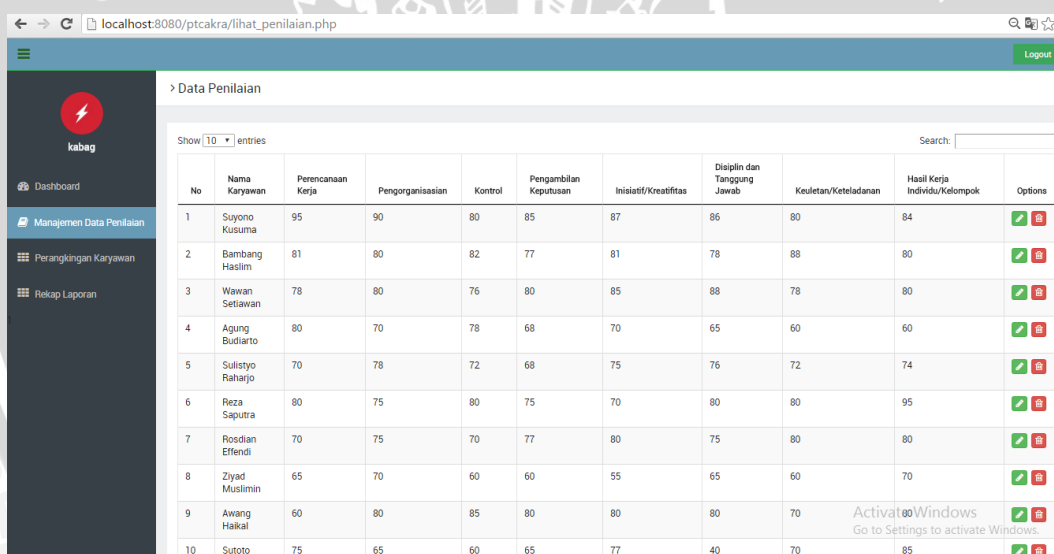 localhost:8080/ptcakra/lihat_penilaian.php
Logout
kabag
Dashboard
Manajemen Data Penilaian
Perangkingan Karyawan
Rekap Laporan
> Data Penilaian
Show 10 entries
Search:
No Nama Karyawan Perencanaan Kerja Pengorganisasian Kontrol Pengambilan Keputusan Inisiatif/Kreatifitas Disiplin dan Tanggung Jawab Keuletan/Keteladanan Hasil Kerja Individu/Kelompok Options
1 Suyono Kusuma 95 90 80 85 87 86 80 84
2 Bambang Haslim 81 80 82 77 81 78 88 80
3 Wawan Setiawan 78 80 76 80 85 88 78 80
4 Agung Budiarto 80 70 78 68 70 65 60 60
5 Sulistyo Raharjo 70 78 72 68 75 76 72 74
6 Reza Saputra 80 75 80 75 70 80 80 95
7 Rosdian Effendi 70 75 70 77 80 75 80 80
8 Ziyad Muslimin 65 70 60 60 55 65 60 70
9 Awang Haikal 60 80 85 80 80 80 70 80
10 Sutoto 75 65 60 65 77 40 70 85
Activate Windows
Go to Settings to activate Windows.